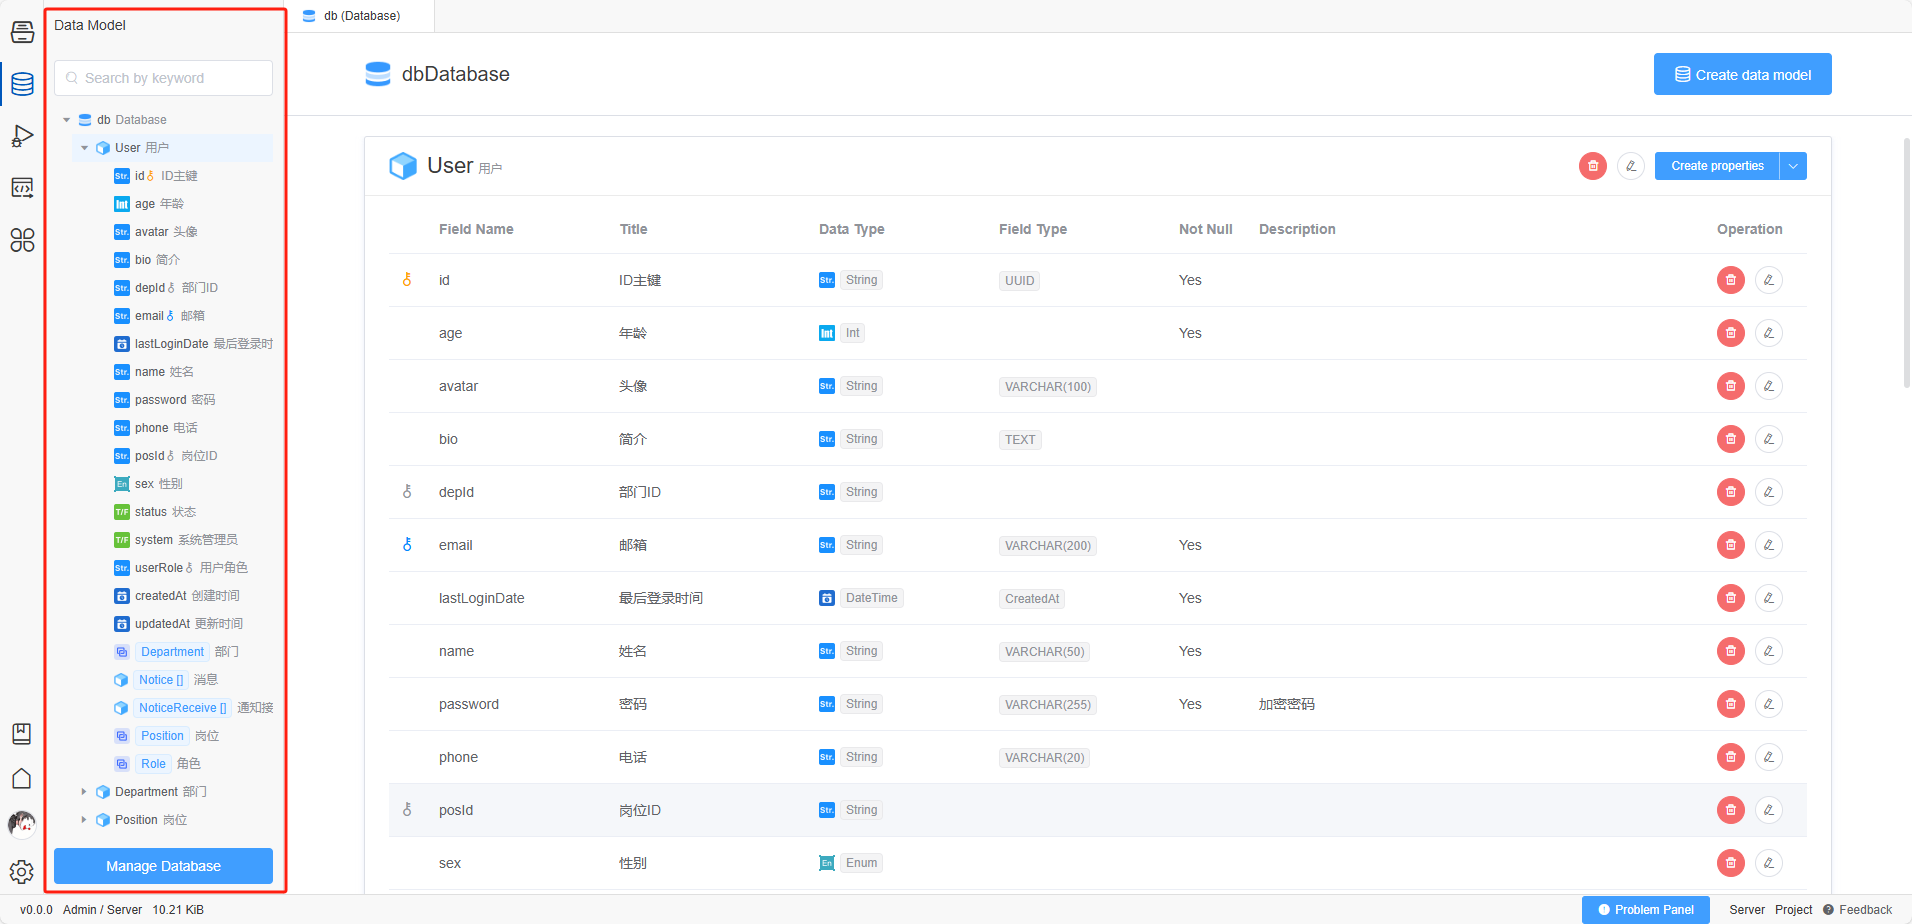 Data Model
Search by keyword
db Database
User 用户
Str. id ID主键
Int age 年龄
Str. avatar 头像
Str. bio 简介
Str. depId 部门ID
Str. email 邮箱
lastLoginDate 最后登录时
Str. name 姓名
Str. password 密码
Str. phone 电话
Str. posId 岗位ID
En sex 性别
T/F status 状态
T/F system 系统管理员
Str. userRole 用户角色
createdAt 创建时间
updatedAt 更新时间
Department 部门
Notice [] 消息
NoticeReceive [] 通知接
Position 岗位
Role 角色
Department 部门
Position 岗位
Manage Database
db (Database)
dbDatabase
Create data model
User 用户
Create properties
Field Name Title Data Type Field Type Not Null Description Operation
id ID主键 Str. String UUID Yes
age 年龄 Int Int Yes
avatar 头像 Str. String VARCHAR(100)
bio 简介 Str. String TEXT
depId 部门ID Str. String
email 邮箱 Str. String VARCHAR(200) Yes
lastLoginDate 最后登录时间 DateTime CreatedAt Yes
name 姓名 Str. String VARCHAR(50) Yes
password 密码 Str. String VARCHAR(255) Yes 加密密码
phone 电话 Str. String VARCHAR(20)
posId 岗位ID Str. String
sex 性别 En Enum
v0.0.0 Admin / Server 10.21 KiB
Problem Panel Server Project Feedback